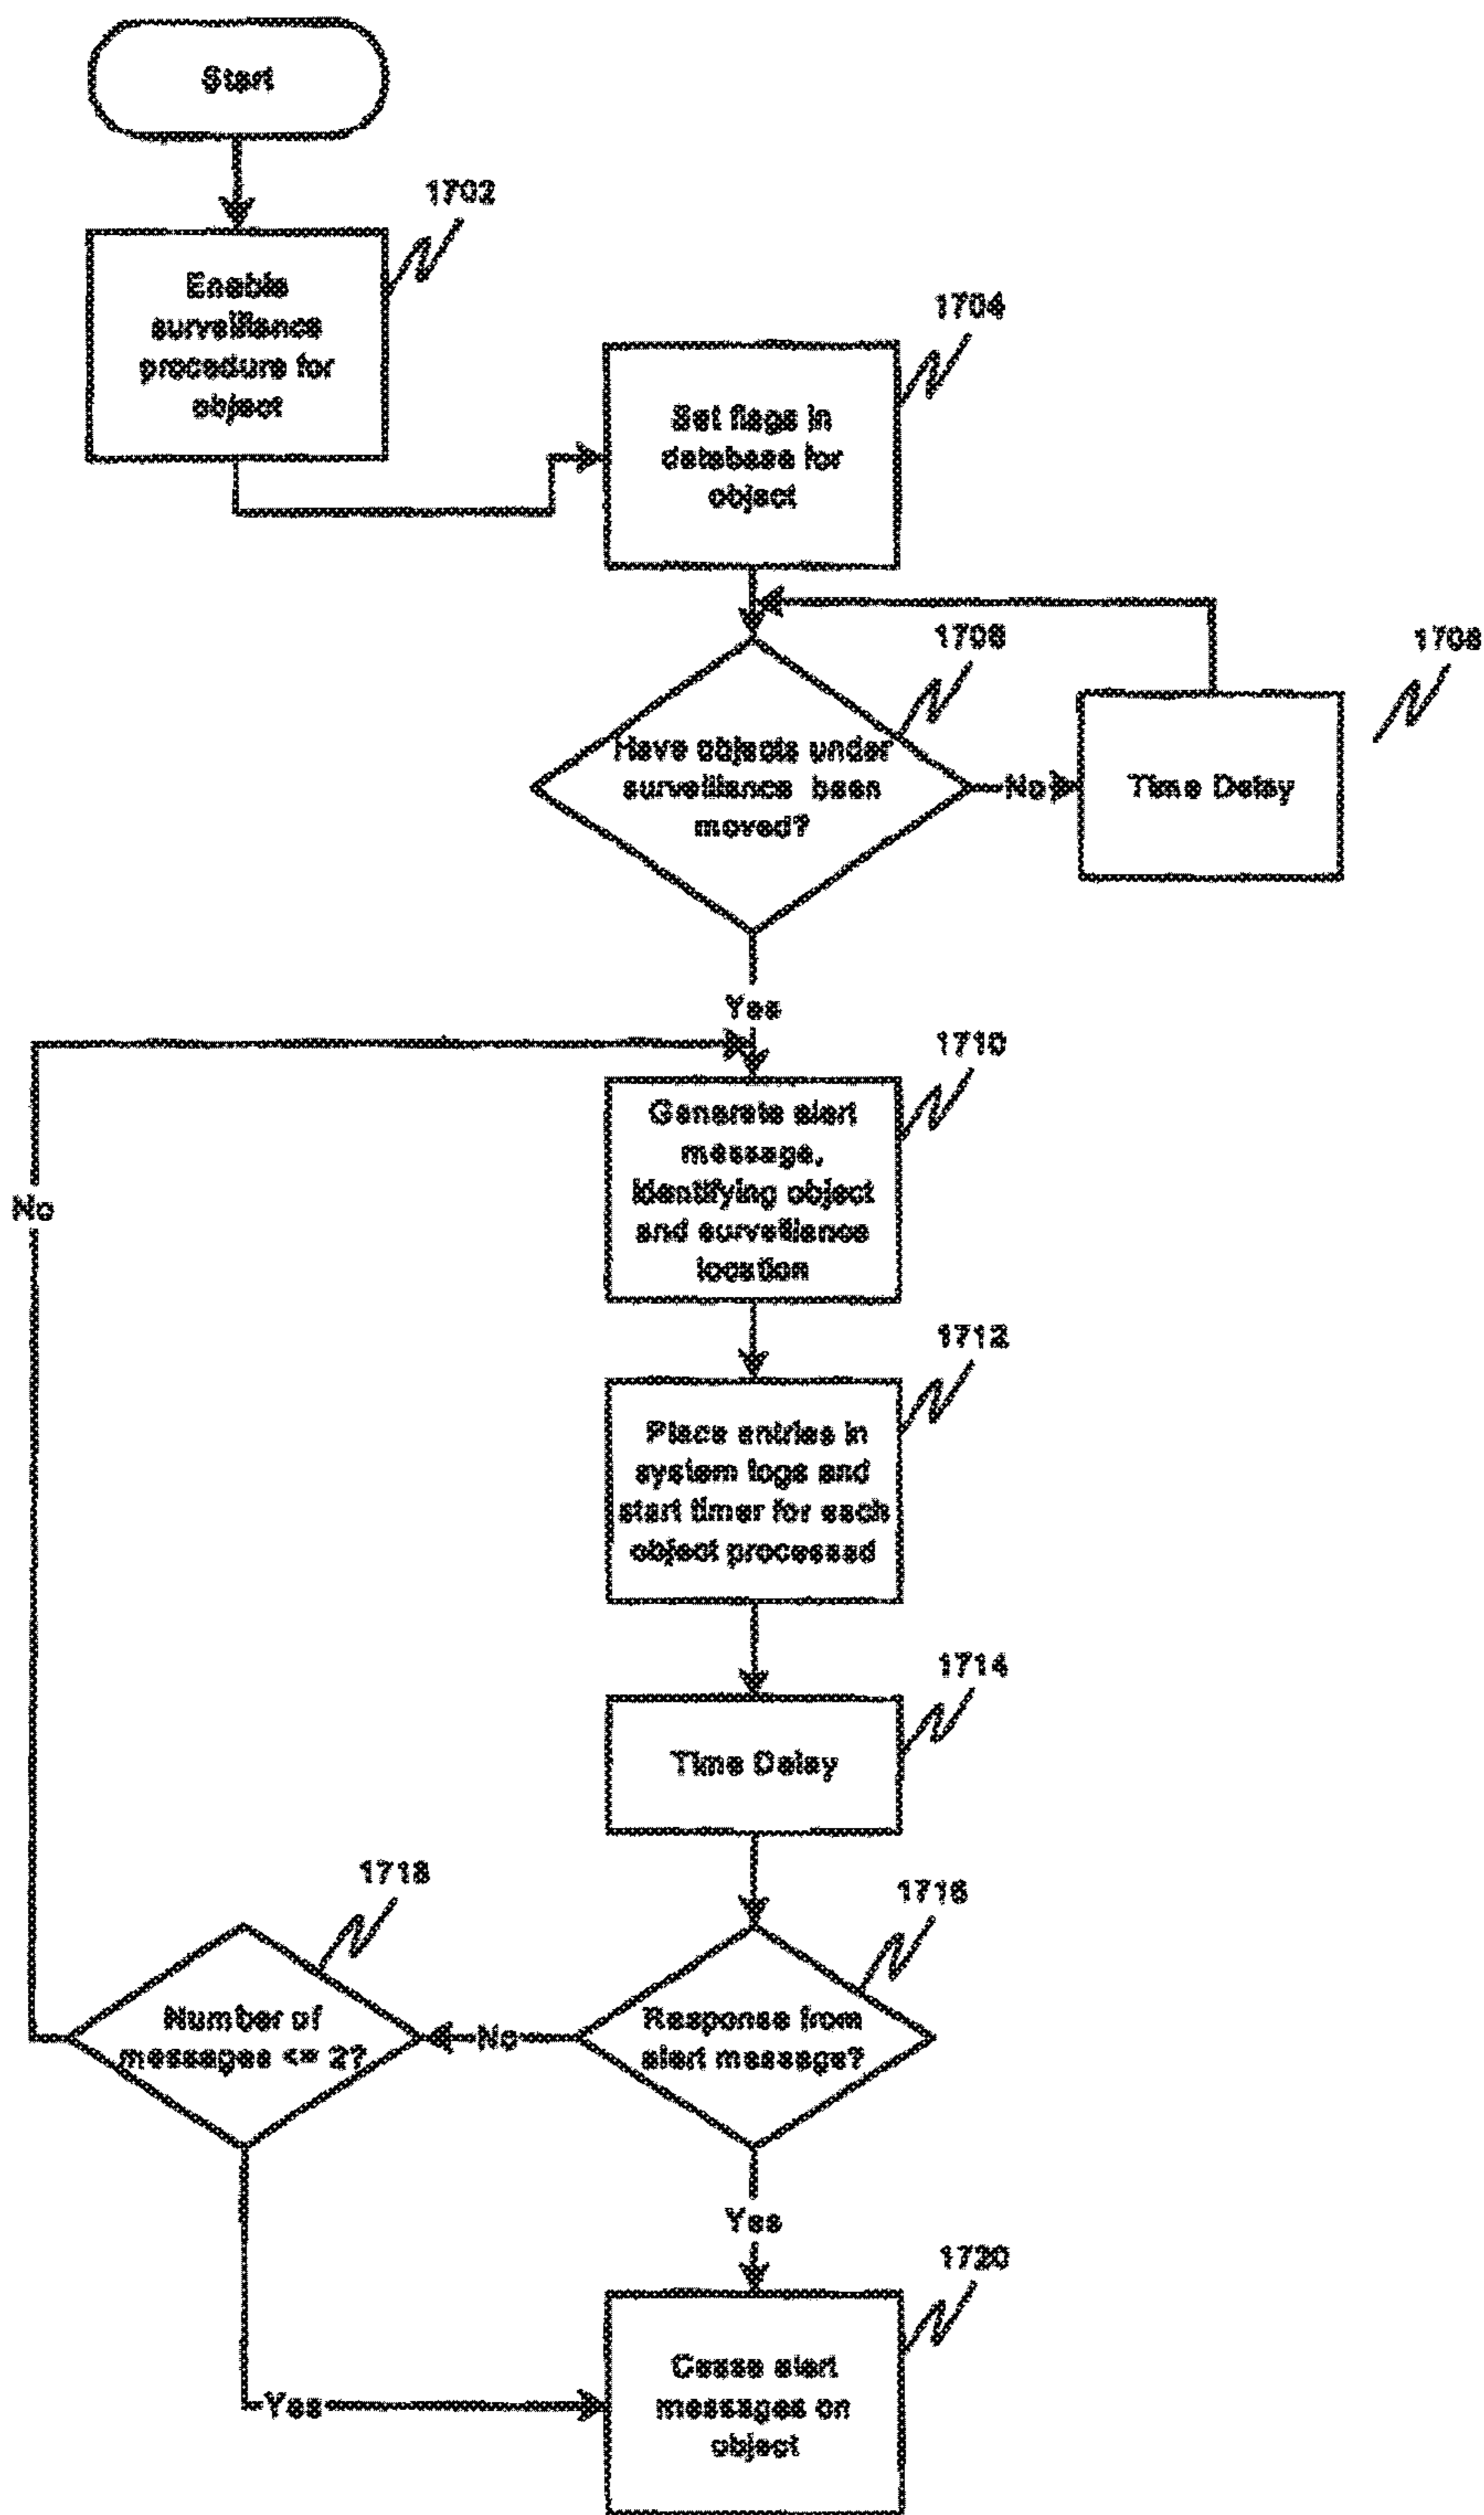 Start
1702
Enable
surveillance
procedure for
object
1704
Set flags in
database for
object
1706
Have objects under
surveillance been
moved?
No
1708
Time Delay
Yes
1710
Generate alert
message,
identifying object
and surveillance
location
No
1712
Place entries in
system logs and
start timer for each
object processed
1714
Time Delay
1716
Response from
alert message?
No
1718
Number of
messages <= 2?
Yes
Yes
1720
Cease alert
messages on
object